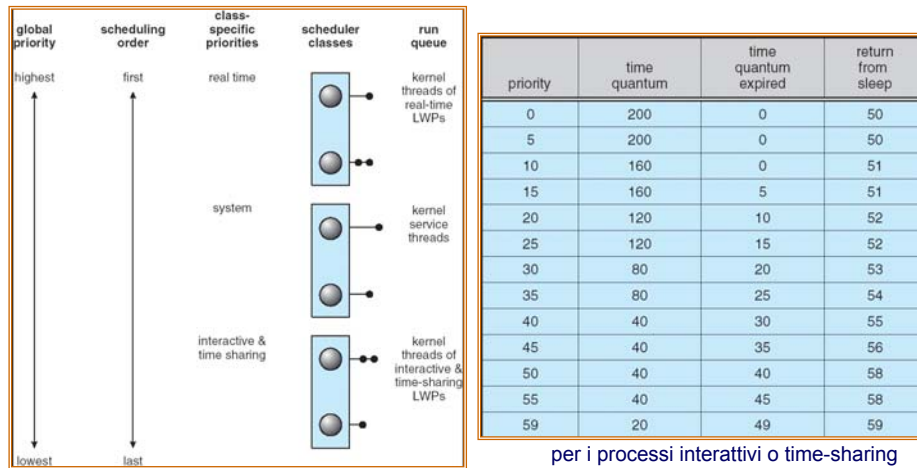 global priority
scheduling order
class-specific priorities
scheduler classes
run queue
highest
first
real time
kernel threads of real-time LWPs
system
kernel service threads
interactive & time sharing
kernel threads of interactive & time-sharing LWPs
lowest
last
priority time quantum time quantum expired return from sleep
0 200 0 50
5 200 0 50
10 160 0 51
15 160 5 51
20 120 10 52
25 120 15 52
30 80 20 53
35 80 25 54
40 40 30 55
45 40 35 56
50 40 40 58
55 40 45 58
59 20 49 59
per i processi interattivi o time-sharing